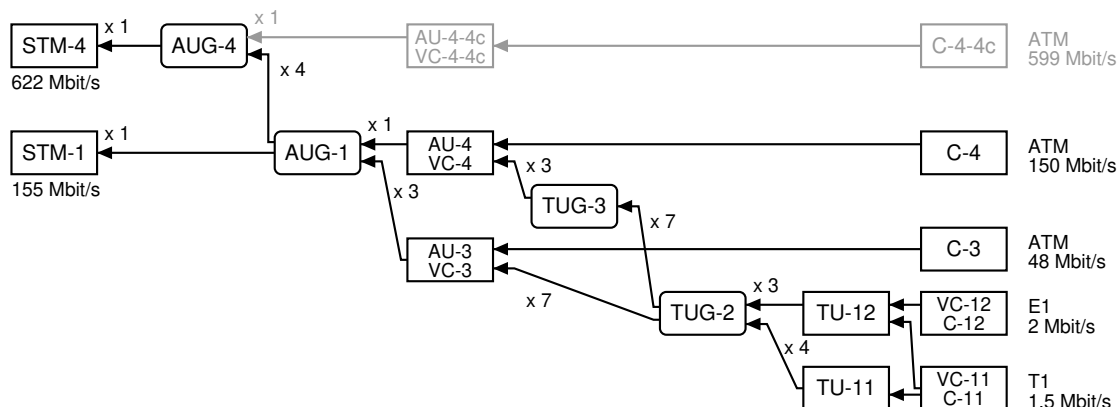 x 1
STM-4
622 Mbit/s
AUG-4
x 1
x 4
AU-4-4c
VC-4-4c
C-4-4c
ATM
599 Mbit/s
x 1
STM-1
155 Mbit/s
AUG-1
x 1
x 3
AU-4
VC-4
x 3
C-4
ATM
150 Mbit/s
TUG-3
x 7
AU-3
VC-3
x 7
C-3
ATM
48 Mbit/s
TUG-2
x 3
x 4
TU-12
VC-12
C-12
E1
2 Mbit/s
TU-11
VC-11
C-11
T1
1,5 Mbit/s